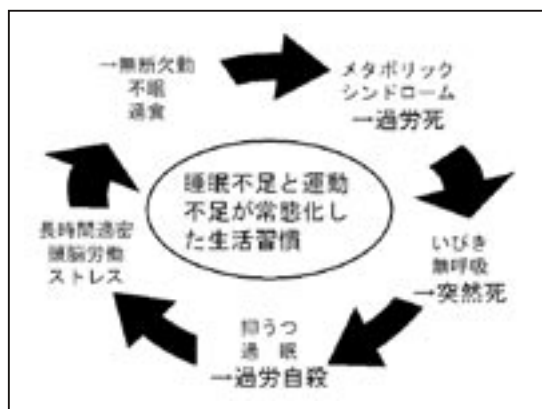 →無断欠勤
不眠
過食
メタボリック
シンドローム
→過労死
睡眠不足と運動
不足が常態化し
た生活習慣
いびき
無呼吸
→突然死
抑うつ
過 眠
→過労自殺
長時間過密
頭脳労働
ストレス